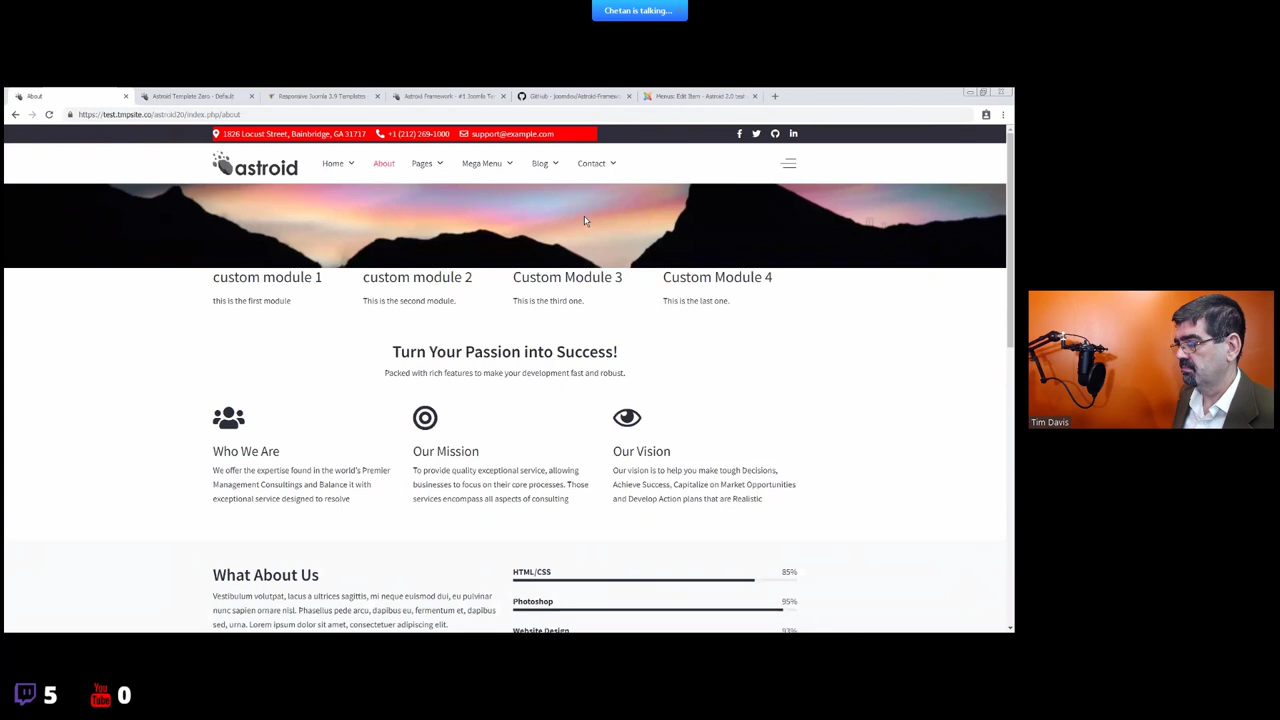 Chetan is talking...
About
Astroid Template Zero - Default
Responsive Joomla 3.9 Templates
Astroid Framework - #1 Joomla Te
GitHub - joomdev/Astroid-Framew
Menus: Edit Item - Astroid 2.0 test
https://test.tmpsite.co/astroid20/index.php/about
1826 Locust Street, Bainbridge, GA 31717 +1 (212) 269-1000 support@example.com
astroid Home About Pages Mega Menu Blog Contact
custom module 1 custom module 2 Custom Module 3 Custom Module 4
this is the first module This is the second module. This is the third one. This is the last one.
Turn Your Passion into Success!
Packed with rich features to make your development fast and robust.
Who We Are
We offer the expertise found in the world's Premier
Management Consultings and Balance it with
exceptional service designed to resolve
Our Mission
To provide quality exceptional service, allowing
businesses to focus on their core processes. Those
services encompass all aspects of consulting
Our Vision
Our vision is to help you make tough Decisions,
Achieve Success, Capitalize on Market Opportunities
and Develop Action plans that are Realistic
What About Us
Vestibulum volutpat, lacus a ultrices sagittis, mi neque euismod dui, eu pulvinar
nunc sapien ornare nisl. Phasellus pede arcu, dapibus eu, fermentum et, dapibus
sed, urna. Lorem ipsum dolor sit amet, consectetuer adipiscing elit.
HTML/CSS 85%
Photoshop 95%
Website Design 93%
Tim Davis
5
You Tube 0